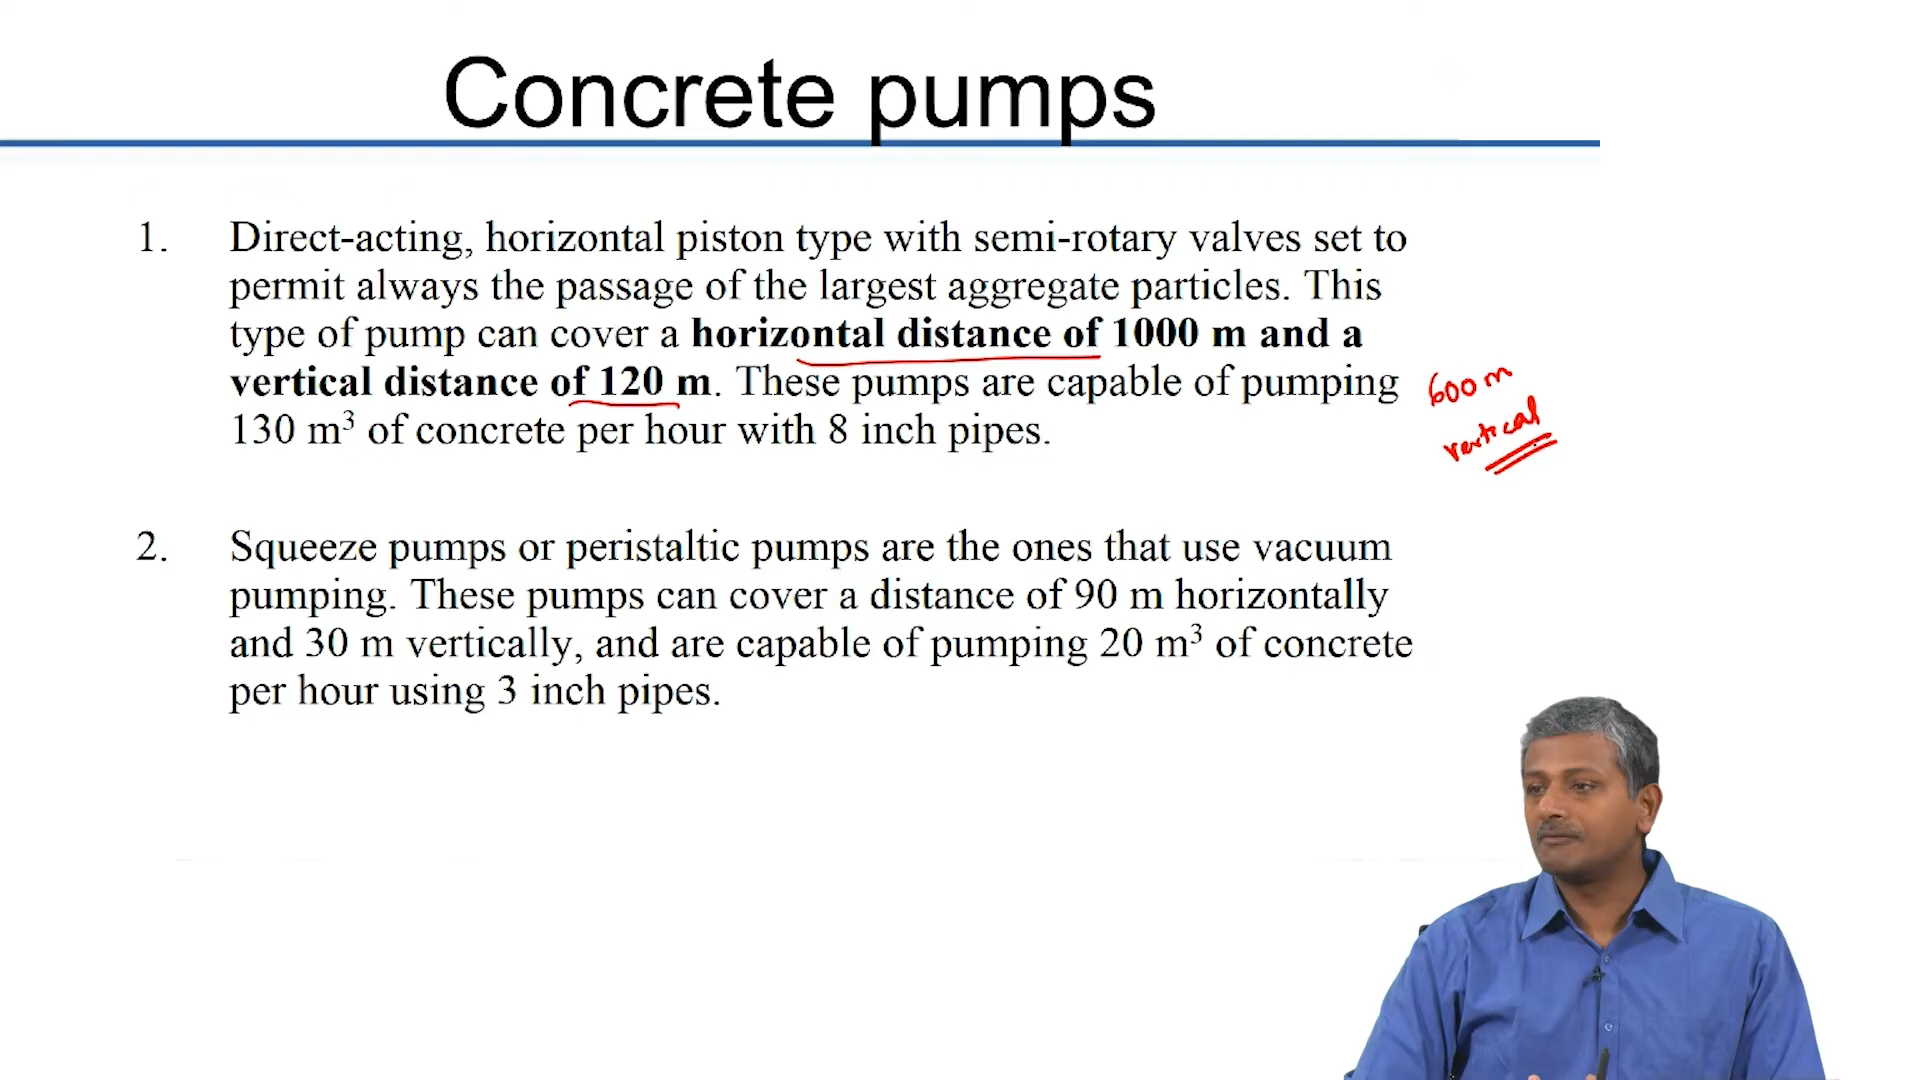 Concrete pumps
1. Direct-acting, horizontal piston type with semi-rotary valves set to
permit always the passage of the largest aggregate particles. This
type of pump can cover a horizontal distance of 1000 m and a
vertical distance of 120 m. These pumps are capable of pumping
130 m³ of concrete per hour with 8 inch pipes.
600 m
vertical
2. Squeeze pumps or peristaltic pumps are the ones that use vacuum
pumping. These pumps can cover a distance of 90 m horizontally
and 30 m vertically, and are capable of pumping 20 m³ of concrete
per hour using 3 inch pipes.